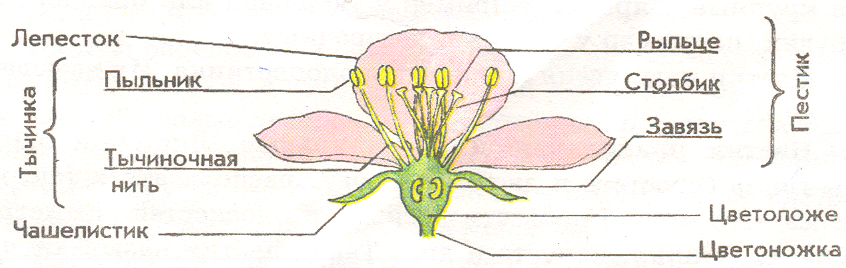 Лепесток
Пыльник
Тычинка
Тычиночная
нить
Чашелистик
Рыльце
Столбик
Завязь
Пестик
Цветоложе
Цветоножка